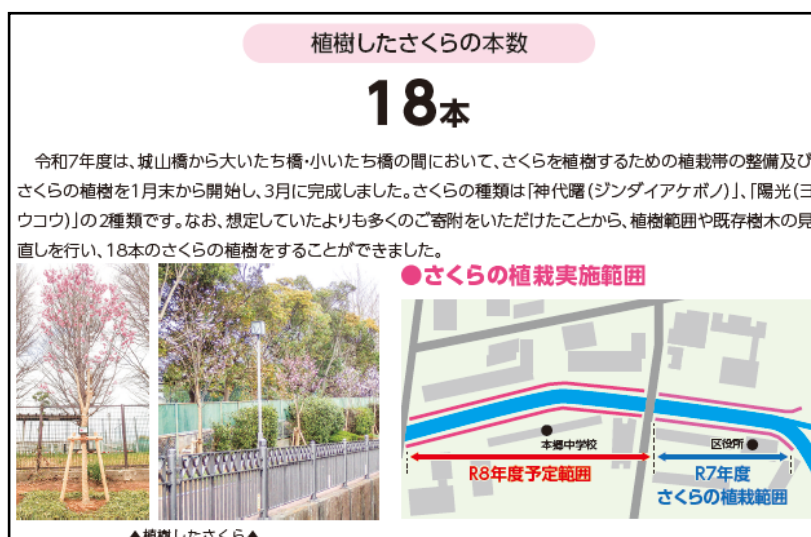 植樹したさくらの本数
18本
令和7年度は、城山橋から大いたち橋・小いたち橋の間において、さくらを植樹するための植栽帯の整備及び
さくらの植樹を1月末から開始し、3月に完成しました。さくらの種類は「神代曙(ジンダイアケボノ)」、「陽光(ヨ
ウコウ)」の2種類です。なお、想定していたよりも多くのご寄附をいただけたことから、植樹範囲や既存樹木の見
直しを行い、18本のさくらの植樹をすることができました。
●さくらの植栽実施範囲
本郷中学校
区役所
R8年度予定範囲
R7年度
さくらの植栽範囲
▲植樹したさくら▲